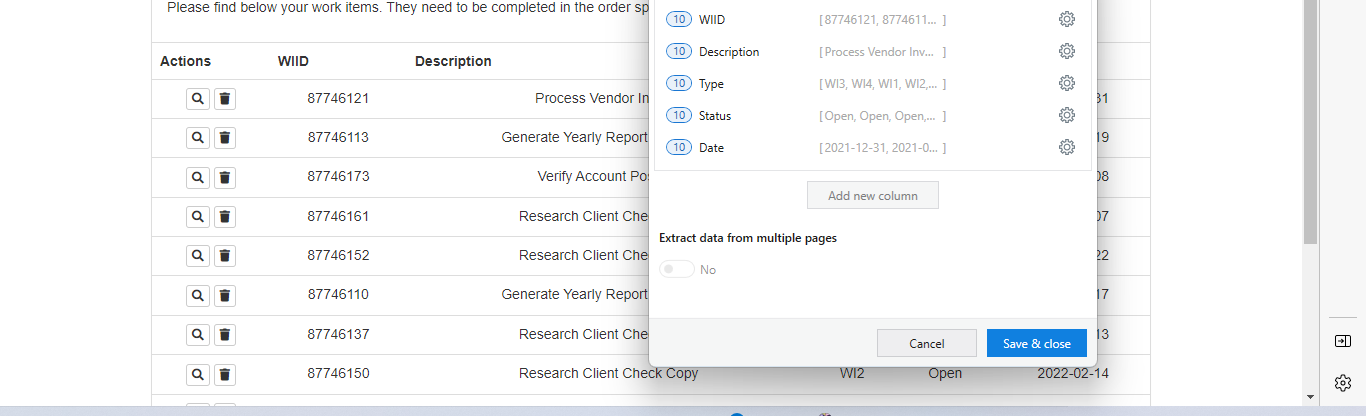 Please find below your work items. They need to be completed in the order sp
Actions WIID Description
87746121 Process Vendor In 31
87746113 Generate Yearly Report 19
87746173 Verify Account Pos 08
87746161 Research Client Che 07
87746152 Research Client Che 22
87746110 Generate Yearly Report 17
87746137 Research Client Che 13
87746150 Research Client Check Copy WI2 Open 2022-02-14
10 WIID [ 87746121, 8774611... ]
10 Description [ Process Vendor Inv... ]
10 Type [ WI3, WI4, WI1, WI2,... ]
10 Status [ Open, Open, Open,... ]
10 Date [ 2021-12-31, 2021-0... ]
Add new column
Extract data from multiple pages
No
Cancel Save & close